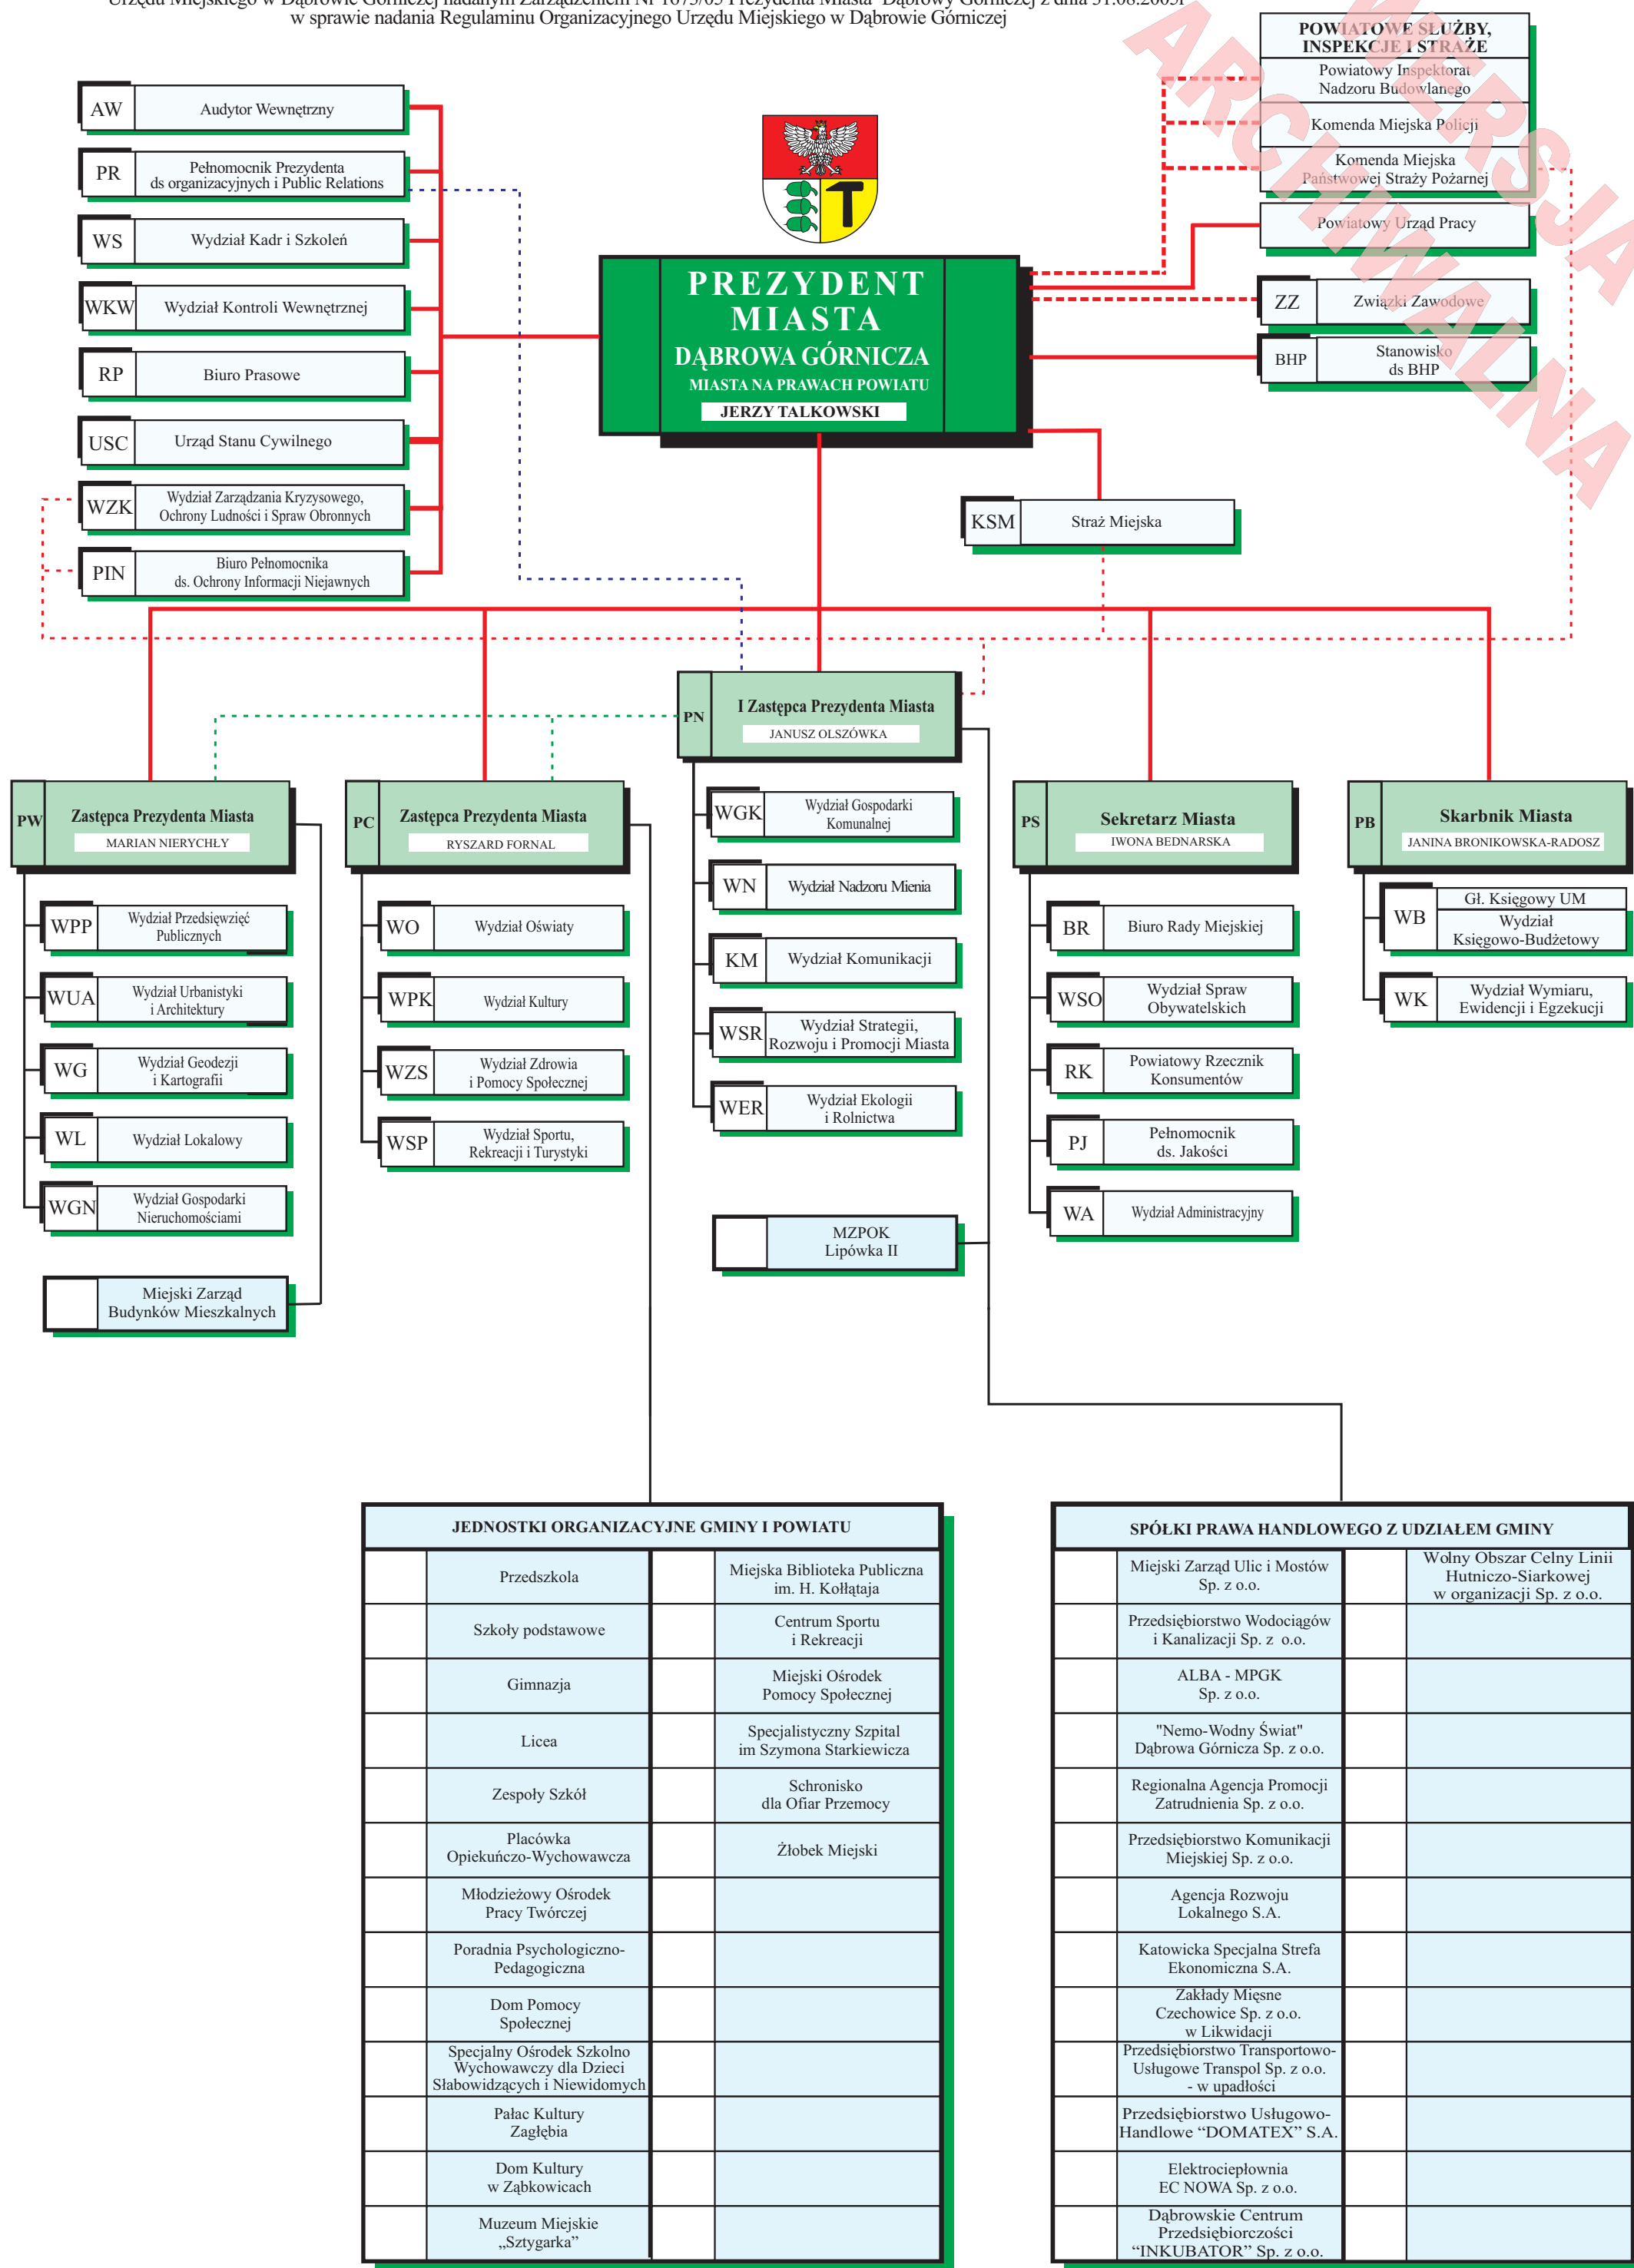 Urzędu Miejskiego w Dąbrowie Górniczej nadanym Zarządzeniem Nr 1075/05 Prezydenta Miasta Dąbrowy Górniczej z dnia 31.08.2005r
w sprawie nadania Regulaminu Organizacyjnego Urzędu Miejskiego w Dąbrowie Górniczej
WERSJA
ARCHIWALNA
AW
Audytor Wewnętrzny
PR
Pełnomocnik Prezydenta
ds organizacyjnych i Public Relations
WS
Wydział Kadr i Szkoleń
WKW
Wydział Kontroli Wewnętrznej
RP
Biuro Prasowe
USC
Urząd Stanu Cywilnego
WZK
Wydział Zarządzania Kryzysowego,
Ochrony Ludności i Spraw Obronnych
PIN
Biuro Pełnomocnika
ds. Ochrony Informacji Niejawnych
PREZYDENT
MIASTA
DĄBROWA GÓRNICZA
MIASTA NA PRAWACH POWIATU
JERZY TALKOWSKI
POWIATOWE SŁUŻBY,
INSPEKCJE I STRAŻE
Powiatowy Inspektorat
Nadzoru Budowlanego
Komenda Miejska Policji
Komenda Miejska
Państwowej Straży Pożarnej
Powiatowy Urząd Pracy
ZZ
Związki Zawodowe
BHP
Stanowisko
ds BHP
KSM
Straż Miejska
PN
I Zastępca Prezydenta Miasta
JANUSZ OLSZÓWKA
WGK
Wydział Gospodarki
Komunalnej
WN
Wydział Nadzoru Mienia
KM
Wydział Komunikacji
WSR
Wydział Strategii,
Rozwoju i Promocji Miasta
WER
Wydział Ekologii
i Rolnictwa
MZPOK
Lipówka II
PW
Zastępca Prezydenta Miasta
MARIAN NIERYCHŁY
WPP
Wydział Przedsięwzięć
Publicznych
WUA
Wydział Urbanistyki
i Architektury
WG
Wydział Geodezji
i Kartografii
WL
Wydział Lokalowy
WGN
Wydział Gospodarki
Nieruchomościami
Miejski Zarząd
Budynków Mieszkalnych
PC
Zastępca Prezydenta Miasta
RYSZARD FORNAL
WO
Wydział Oświaty
WPK
Wydział Kultury
WZS
Wydział Zdrowia
i Pomocy Społecznej
WSP
Wydział Sportu,
Rekreacji i Turystyki
PS
Sekretarz Miasta
IWONA BEDNARSKA
BR
Biuro Rady Miejskiej
WSO
Wydział Spraw
Obywatelskich
RK
Powiatowy Rzecznik
Konsumentów
PJ
Pełnomocnik
ds. Jakości
WA
Wydział Administracyjny
PB
Skarbnik Miasta
JANINA BRONIKOWSKA-RADOSZ
WB
Gł. Księgowy UM
Wydział
Księgowo-Budżetowy
WK
Wydział Wymiaru,
Ewidencji i Egzekucji
JEDNOSTKI ORGANIZACYJNE GMINY I POWIATU
Przedszkola
Miejska Biblioteka Publiczna
im. H. Kołłątaja
Szkoły podstawowe
Centrum Sportu
i Rekreacji
Gimnazja
Miejski Ośrodek
Pomocy Społecznej
Licea
Specjalistyczny Szpital
im Szymona Starkiewicza
Zespoły Szkół
Schronisko
dla Ofiar Przemocy
Placówka
Opiekuńczo-Wychowawcza
Żłobek Miejski
Młodzieżowy Ośrodek
Pracy Twórczej
Poradnia Psychologiczno-
Pedagogiczna
Dom Pomocy
Społecznej
Specjalny Ośrodek Szkolno
Wychowawczy dla Dzieci
Słabowidzących i Niewidomych
Pałac Kultury
Zagłębia
Dom Kultury
w Ząbkowicach
Muzeum Miejskie
„Sztygarka”
SPÓŁKI PRAWA HANDLOWEGO Z UDZIAŁEM GMINY
Miejski Zarząd Ulic i Mostów
Sp. z o.o.
Wolny Obszar Celny Linii
Hutniczo-Siarkowej
w organizacji Sp. z o.o.
Przedsiębiorstwo Wodociągów
i Kanalizacji Sp. z o.o.
ALBA - MPGK
Sp. z o.o.
"Nemo-Wodny Świat"
Dąbrowa Górnicza Sp. z o.o.
Regionalna Agencja Promocji
Zatrudnienia Sp. z o.o.
Przedsiębiorstwo Komunikacji
Miejskiej Sp. z o.o.
Agencja Rozwoju
Lokalnego S.A.
Katowicka Specjalna Strefa
Ekonomiczna S.A.
Zakłady Mięsne
Czechowice Sp. z o.o.
w Likwidacji
Przedsiębiorstwo Transportowo-
Usługowe Transpol Sp. z o.o.
- w upadłości
Przedsiębiorstwo Usługowo-
Handlowe “DOMATEX” S.A.
Elektrociepłownia
EC NOWA Sp. z o.o.
Dąbrowskie Centrum
Przedsiębiorczości
“INKUBATOR” Sp. z o.o.